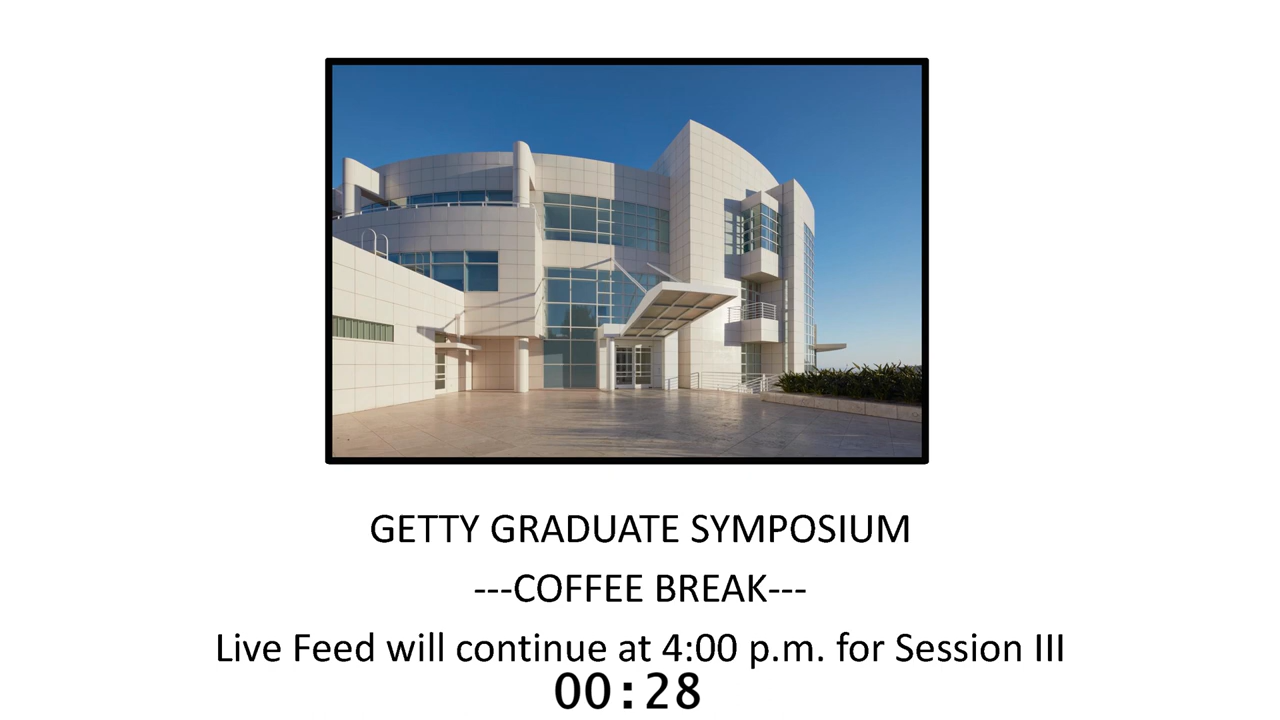 GETTY GRADUATE SYMPOSIUM
---COFFEE BREAK---
Live Feed will continue at 4:00 p.m. for Session III
00:28